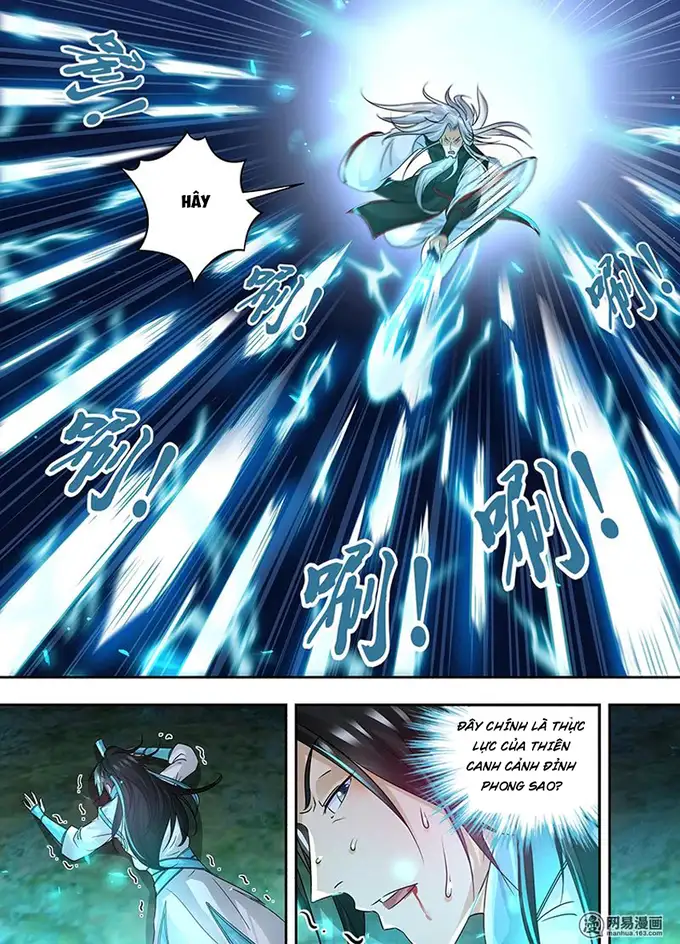 唰!
HÂY
唰!
唰!
唰!
唰!
唰!
ĐÂY CHÍNH LÀ THỰC
LỰC CỦA THIÊN
CANH CẢNH ĐỈNH
PHONG SAO?
网易漫画
manhua.163.com